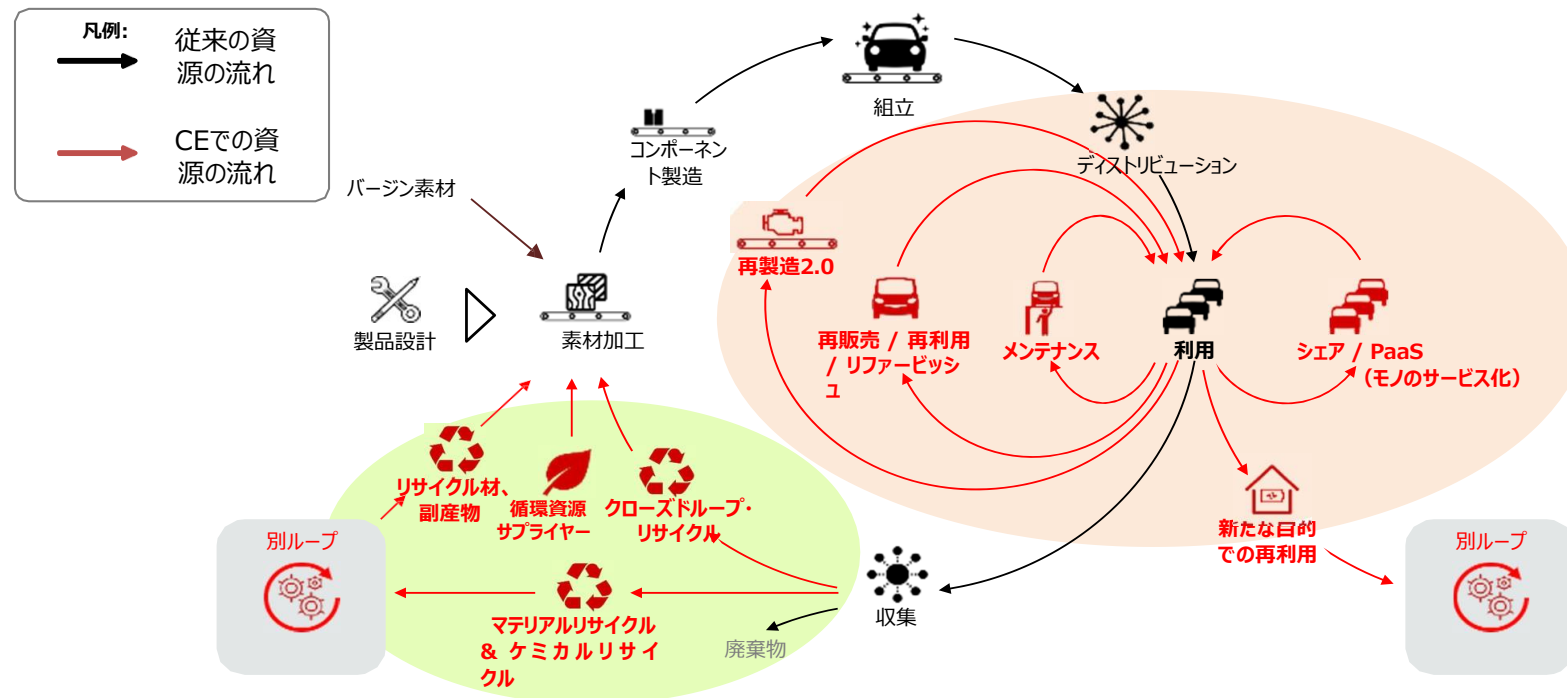 凡例:
従来の資
源の流れ
CEでの資
源の流れ
組立
コンポーネン
ト製造
ディストリビューション
バージン素材
再製造2.0
製品設計
素材加工
再販売 / 再利用
/ リファービッシ
ュ
メンテナンス
利用
シェア / PaaS
（モノのサービス化）
リサイクル材、
副産物
循環資源
サプライヤー
クローズドループ・
リサイクル
新たな目的
での再利用
別ループ
別ループ
マテリアルリサイクル
& ケミカルリサイ
クル
廃棄物
収集